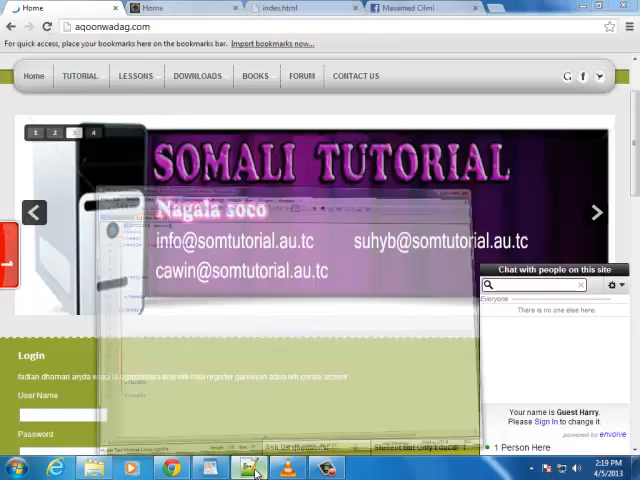 Home
Home
index.html
Maxamed Cilmi
aqoonwadag.com
For quick access, place your bookmarks here on the bookmarks bar. Import bookmarks now...
Home
TUTORIAL
LESSONS
DOWNLOADS
BOOKS
FORUM
CONTACT US
G
f
1 2 3 4
SOMALI TUTORIAL
Nagala soco
info@somtutorial.au.tc suhyb@somtutorial.au.tc
cawin@somtutorial.au.tc
1
Chat with people on this site
Everyone
There is no one else here.
Login
User Name
Password
Your name is Guest Harry.
Please Sign In to change it.
powered by envolve
1 Person Here
2:19 PM
4/5/2013